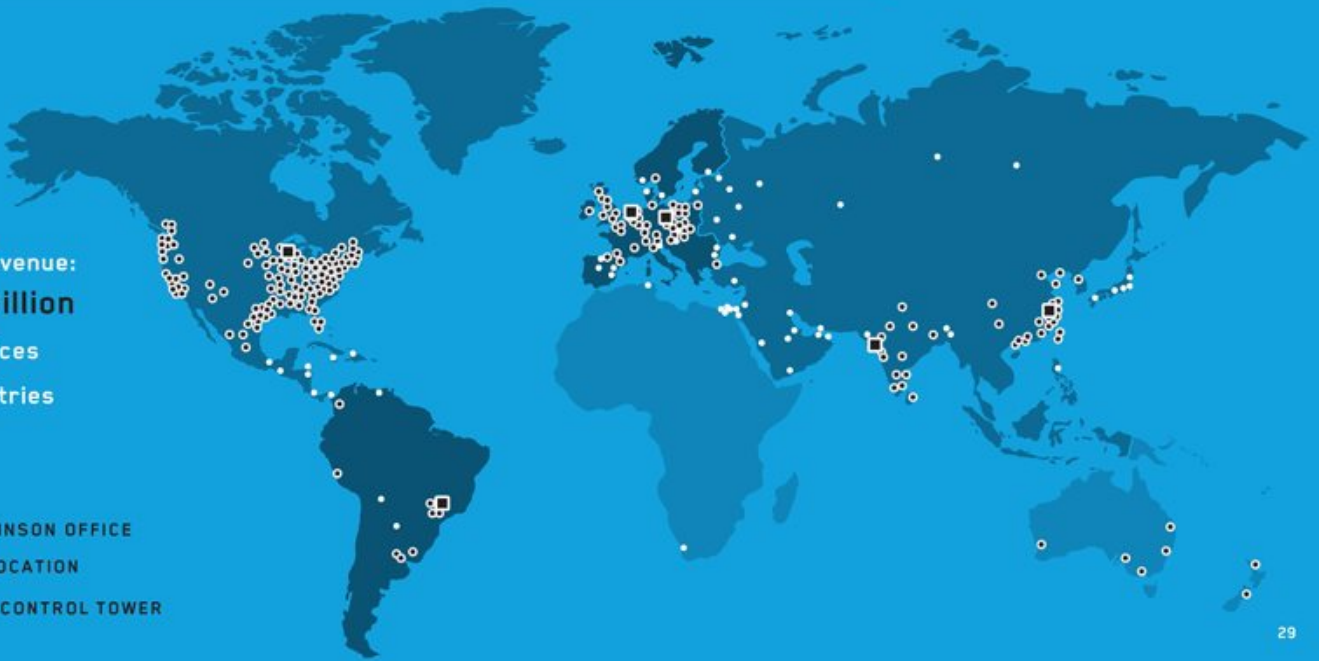 venue:
illion
ces
tries
INSON OFFICE
OCATION
CONTROL TOWER
29